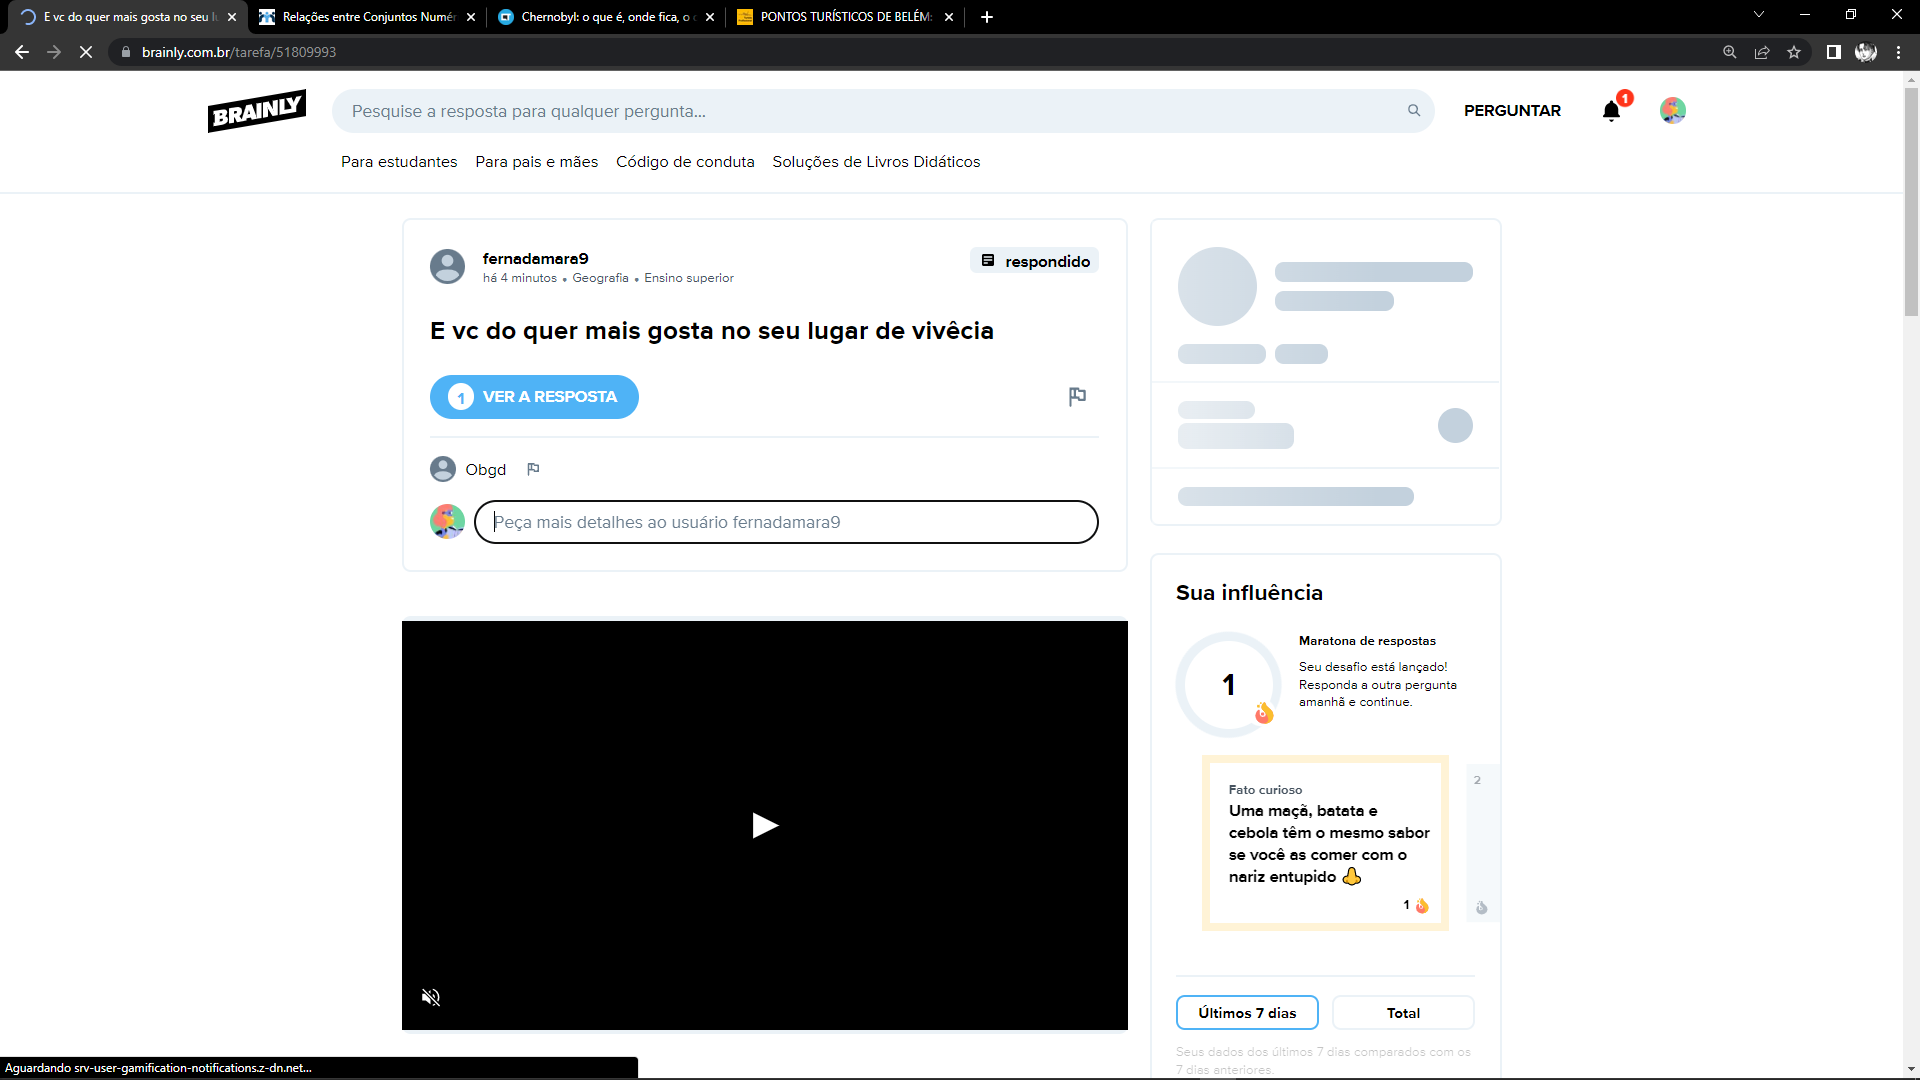 E vc do quer mais gosta no seu l
Relações entre Conjuntos Numér
Chernobyl: o que é, onde fica, o c
PONTOS TURÍSTICOS DE BELÉM:
brainly.com.br/tarefa/51809993
BRAINLY
Pesquise a resposta para qualquer pergunta...
PERGUNTAR
1
Para estudantes
Para pais e mães
Código de conduta
Soluções de Livros Didáticos
fernadamara9
há 4 minutos • Geografia • Ensino superior
respondido
E vc do quer mais gosta no seu lugar de vivêcia
1 VER A RESPOSTA
Obgd
Peça mais detalhes ao usuário fernadamara9
Sua influência
1
Maratona de respostas
Seu desafio está lançado!
Responda a outra pergunta
amanhã e continue.
Fato curioso
Uma maçã, batata e
cebola têm o mesmo sabor
se você as comer com o
nariz entupido
1
2
Últimos 7 dias
Total
Seus dados dos últimos 7 dias comparados com os
7 dias anteriores.
Aguardando srv-user-gamification-notifications.z-dn.net...